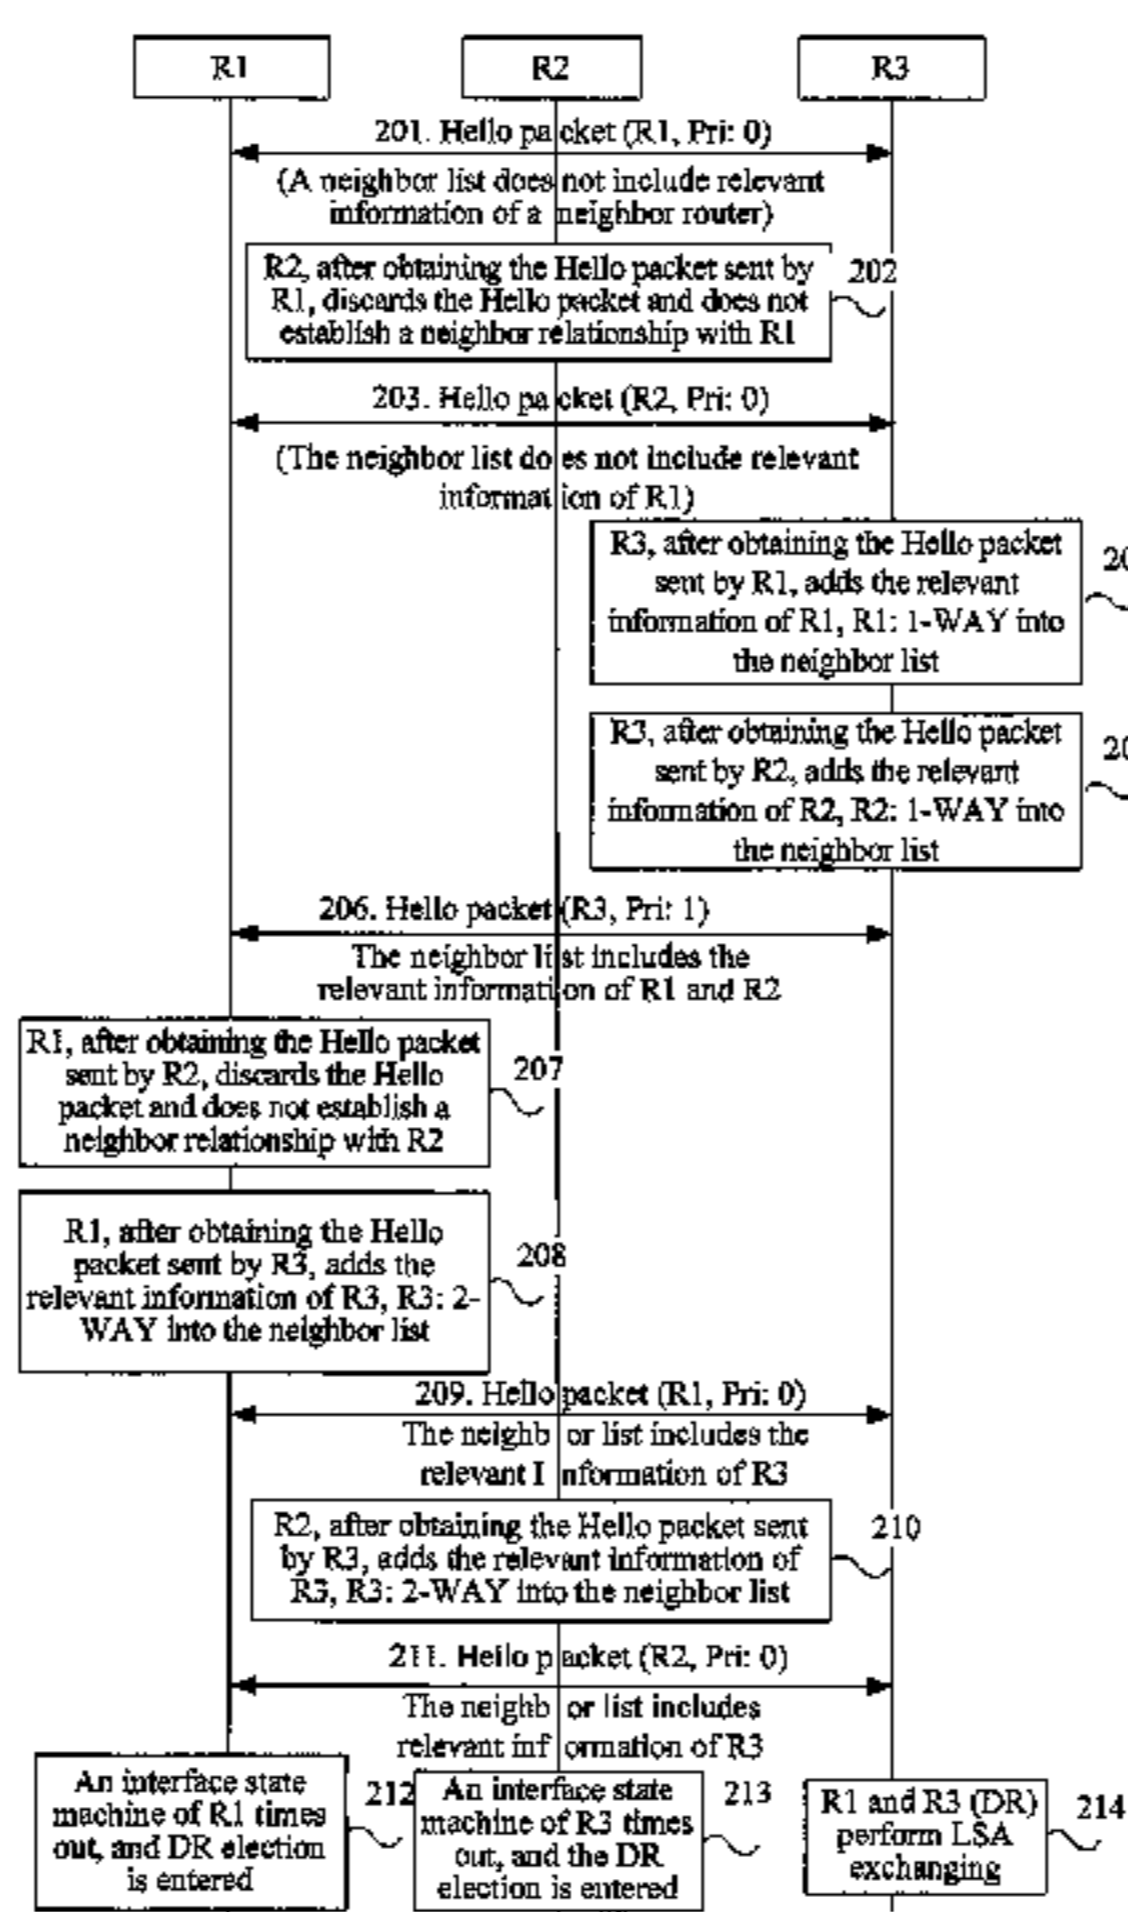 R1
R2
R3
201. Hello packet (R1, Pri: 0)
(A neighbor list does not include relevant
information of a neighbor router)
R2, after obtaining the Hello packet sent by
R1, discards the Hello packet and does not
establish a neighbor relationship with R1
202
203. Hello packet (R2, Pri: 0)
(The neighbor list does not include relevant
information of R1)
R3, after obtaining the Hello packet
sent by R1, adds the relevant
information of R1, R1: 1-WAY into
the neighbor list
20
R3, after obtaining the Hello packet
sent by R2, adds the relevant
information of R2, R2: 1-WAY into
the neighbor list
20
206. Hello packet (R3, Pri: 1)
The neighbor list includes the
relevant information of R1 and R2
R1, after obtaining the Hello packet
sent by R2, discards the Hello
packet and does not establish a
neighbor relationship with R2
207
R1, after obtaining the Hello
packet sent by R3, adds the
relevant information of R3, R3: 2-
WAY into the neighbor list
208
209. Hello packet (R1, Pri: 0)
The neighbor list includes the
relevant Information of R3
R2, after obtaining the Hello packet sent
by R3, adds the relevant information of
R3, R3: 2-WAY into the neighbor list
210
211. Hello packet (R2, Pri: 0)
The neighbor list includes
relevant information of R3
An interface state
machine of R1 times
out, and DR election
is entered
212
An interface state
machine of R3 times
out, and the DR
election is entered
213
R1 and R3 (DR)
perform LSA
exchanging
214